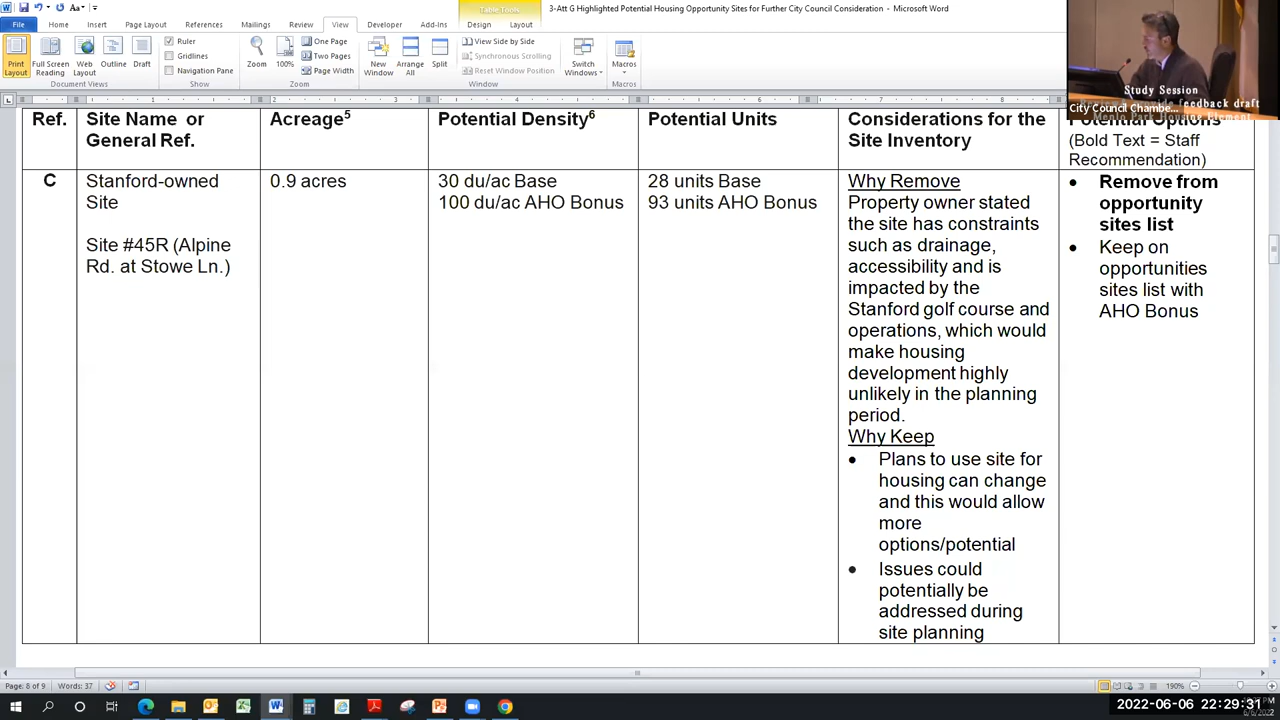 3-Att G Highlighted Potential Housing Opportunity Sites for Further City Council Consideration - Microsoft Word
Table Tools
File Home Insert Page Layout References Mailings Review View Developer Add-Ins Design Layout
Print Layout
Full Screen Reading
Web Layout
Outline
Draft
Document Views
Ruler
Gridlines
Navigation Pane
Show
Zoom
100%
One Page
Two Pages
Page Width
Zoom
New Window
Arrange All
Split
View Side by Side
Synchronous Scrolling
Reset Window Position
Window
Switch Windows
Macros
Macros
Study Session
City Council Chambe...
feedback draft
Menlo Park Housing Element
Ref.
Site Name or
General Ref.
Acreage5
Potential Density6
Potential Units
Considerations for the
Site Inventory
Potential Options
(Bold Text = Staff
Recommendation)
C
Stanford-owned
Site
Site #45R (Alpine
Rd. at Stowe Ln.)
0.9 acres
30 du/ac Base
100 du/ac AHO Bonus
28 units Base
93 units AHO Bonus
Why Remove
Property owner stated
the site has constraints
such as drainage,
accessibility and is
impacted by the
Stanford golf course and
operations, which would
make housing
development highly
unlikely in the planning
period.
Why Keep
• Plans to use site for
housing can change
and this would allow
more
options/potential
• Issues could
potentially be
addressed during
site planning
• Remove from
opportunity
sites list
• Keep on
opportunities
sites list with
AHO Bonus
Page: 8 of 9 Words: 37
190%
2022-06-06 22:29:31